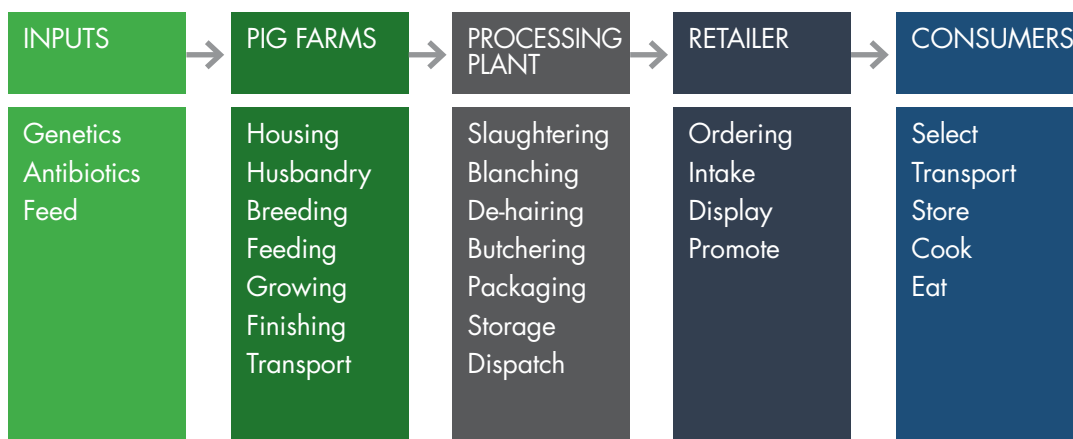 INPUTS
PIG FARMS
PROCESSING
PLANT
RETAILER
CONSUMERS
Genetics
Antibiotics
Feed
Housing
Husbandry
Breeding
Feeding
Growing
Finishing
Transport
Slaughtering
Blanching
De-hairing
Butchering
Packaging
Storage
Dispatch
Ordering
Intake
Display
Promote
Select
Transport
Store
Cook
Eat